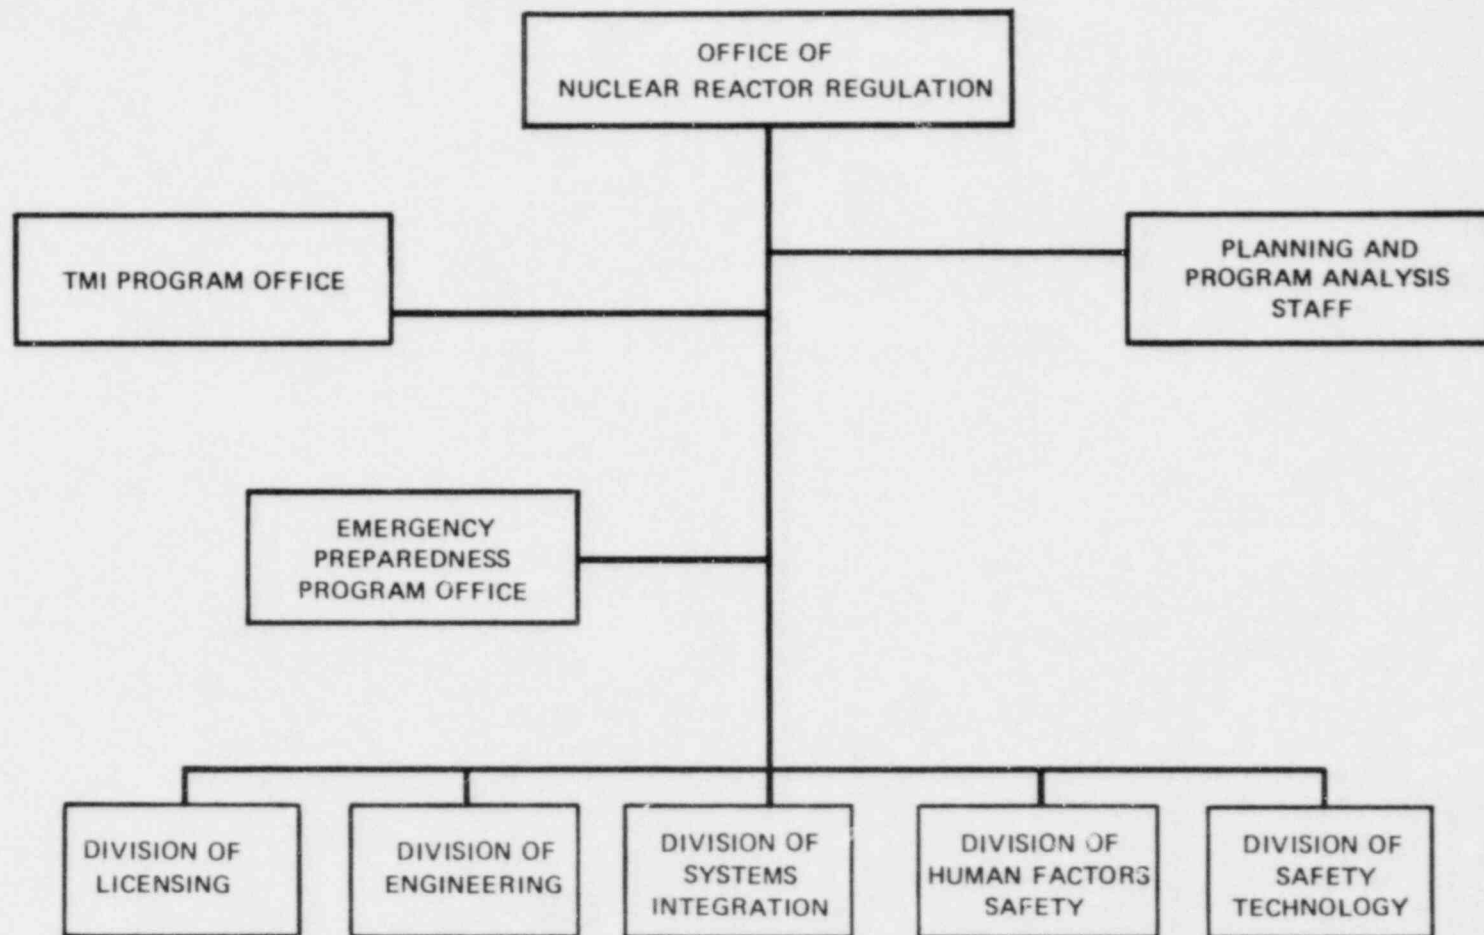 OFFICE OF
NUCLEAR REACTOR REGULATION
TMI PROGRAM OFFICE
PLANNING AND
PROGRAM ANALYSIS
STAFF
EMERGENCY
PREPAREDNESS
PROGRAM OFFICE
DIVISION OF
LICENSING
DIVISION OF
ENGINEERING
DIVISION OF
SYSTEMS
INTEGRATION
DIVISION OF
HUMAN FACTORS
SAFETY
DIVISION OF
SAFETY
TECHNOLOGY